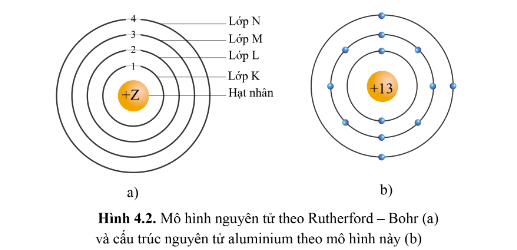 4
3
2
1
+Z
Lớp N
Lớp M
Lớp L
Lớp K
Hạt nhân
+13
a)
b)
Hình 4.2. Mô hình nguyên tử theo Rutherford – Bohr (a)
và cấu trúc nguyên tử aluminium theo mô hình này (b)